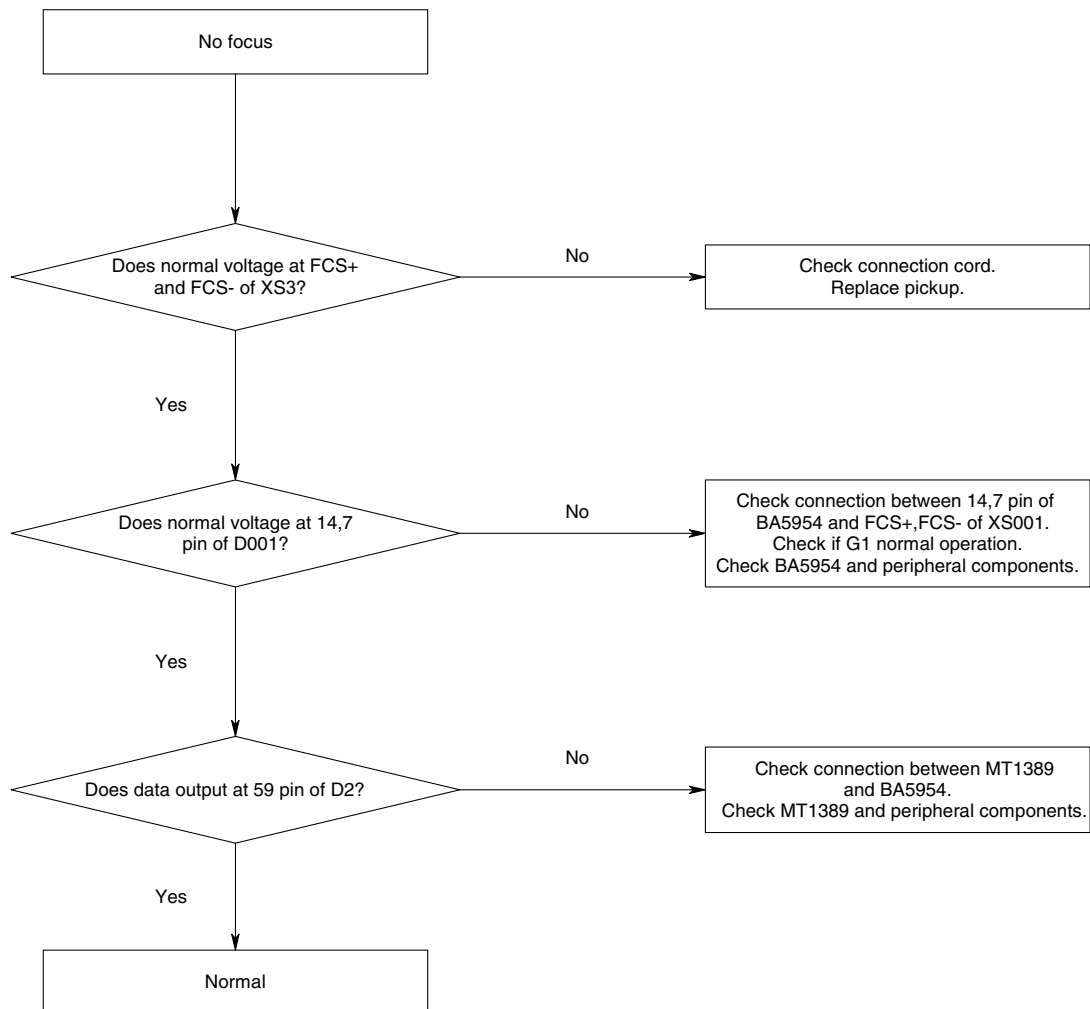 No focus
Does normal voltage at FCS+
and FCS- of XS3?
No
Check connection cord.
Replace pickup.
Yes
Does normal voltage at 14,7
pin of D001?
No
Check connection between 14,7 pin of
BA5954 and FCS+,FCS- of XS001.
Check if G1 normal operation.
Check BA5954 and peripheral components.
Yes
Does data output at 59 pin of D2?
No
Check connection between MT1389
and BA5954.
Check MT1389 and peripheral components.
Yes
Normal